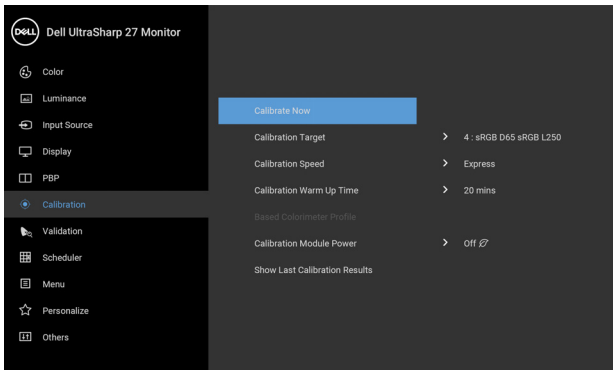 DELL Dell UltraSharp 27 Monitor
Color
Luminance
Input Source
Display
PBP
Calibration
Validation
Scheduler
Menu
Personalize
Others
Calibrate Now
Calibration Target > 4 : sRGB D65 sRGB L250
Calibration Speed > Express
Calibration Warm Up Time > 20 mins
Based Colorimeter Profile
Calibration Module Power > Off
Show Last Calibration Results